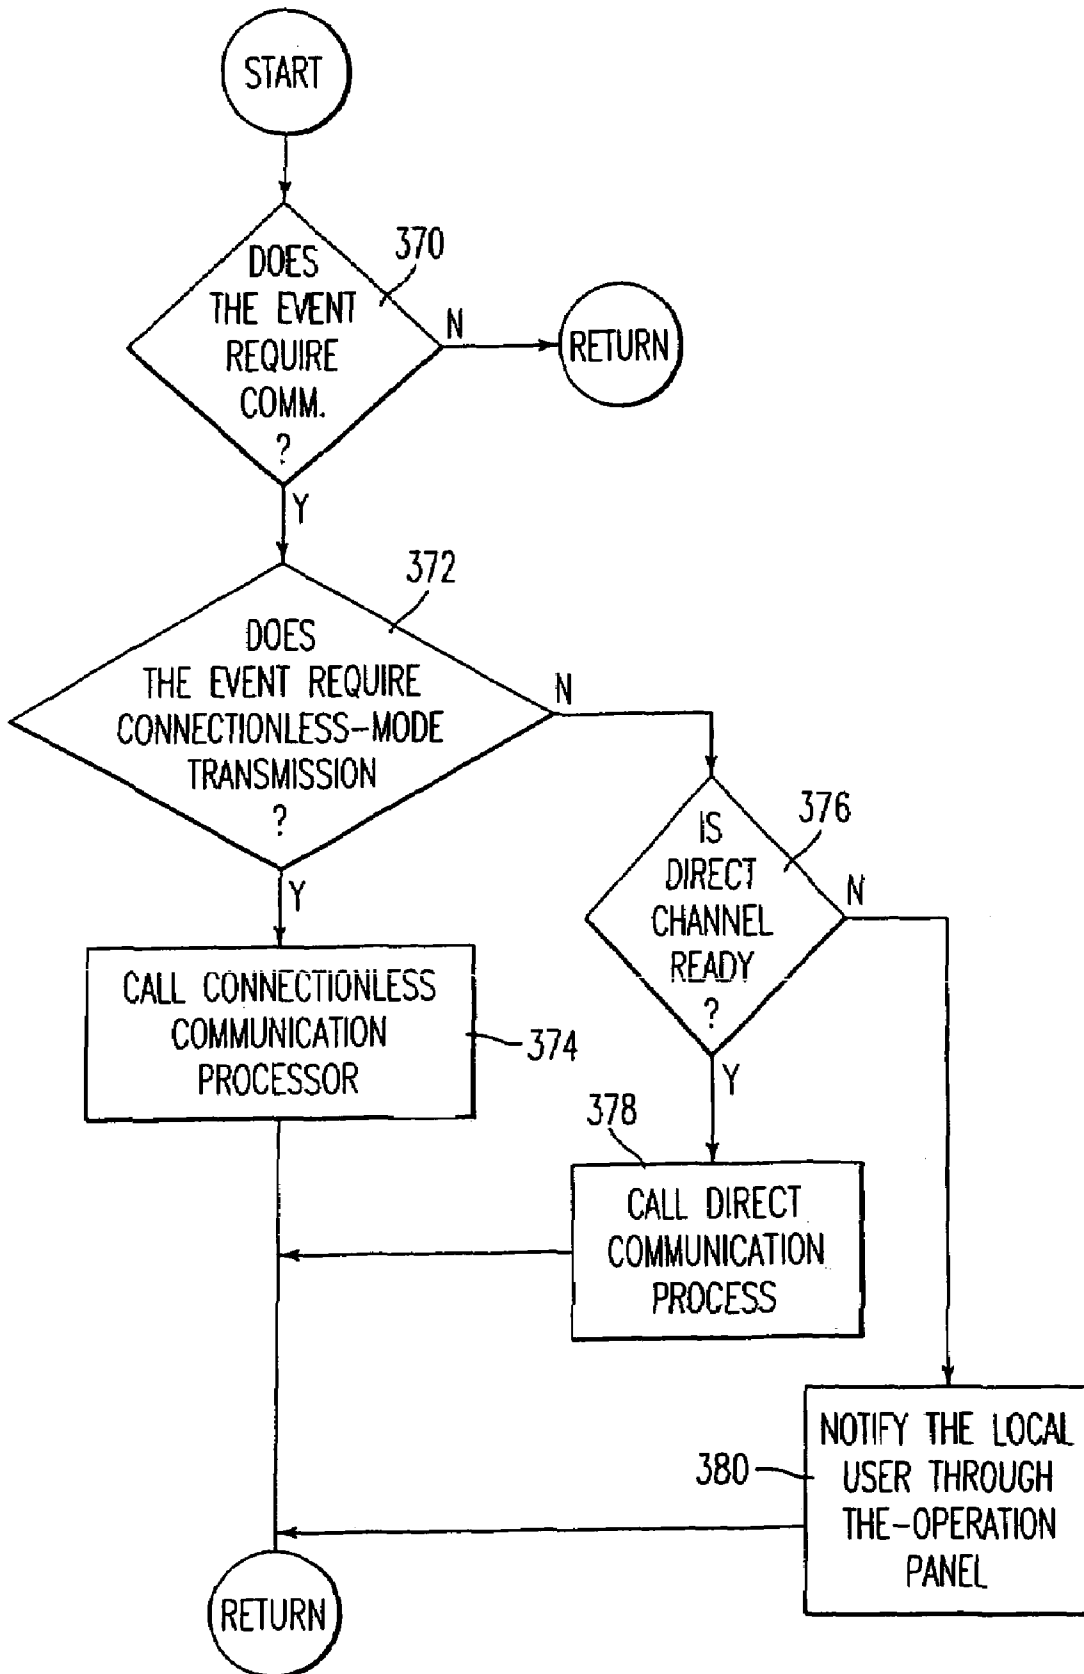 START
370
DOES
THE EVENT
REQUIRE
COMM.
?
N
RETURN
Y
372
DOES
THE EVENT REQUIRE
CONNECTIONLESS-MODE
TRANSMISSION
?
N
Y
376
IS
DIRECT
CHANNEL
READY
?
N
Y
CALL CONNECTIONLESS
COMMUNICATION
PROCESSOR
374
378
CALL DIRECT
COMMUNICATION
PROCESS
380
NOTIFY THE LOCAL
USER THROUGH
THE-OPERATION
PANEL
RETURN